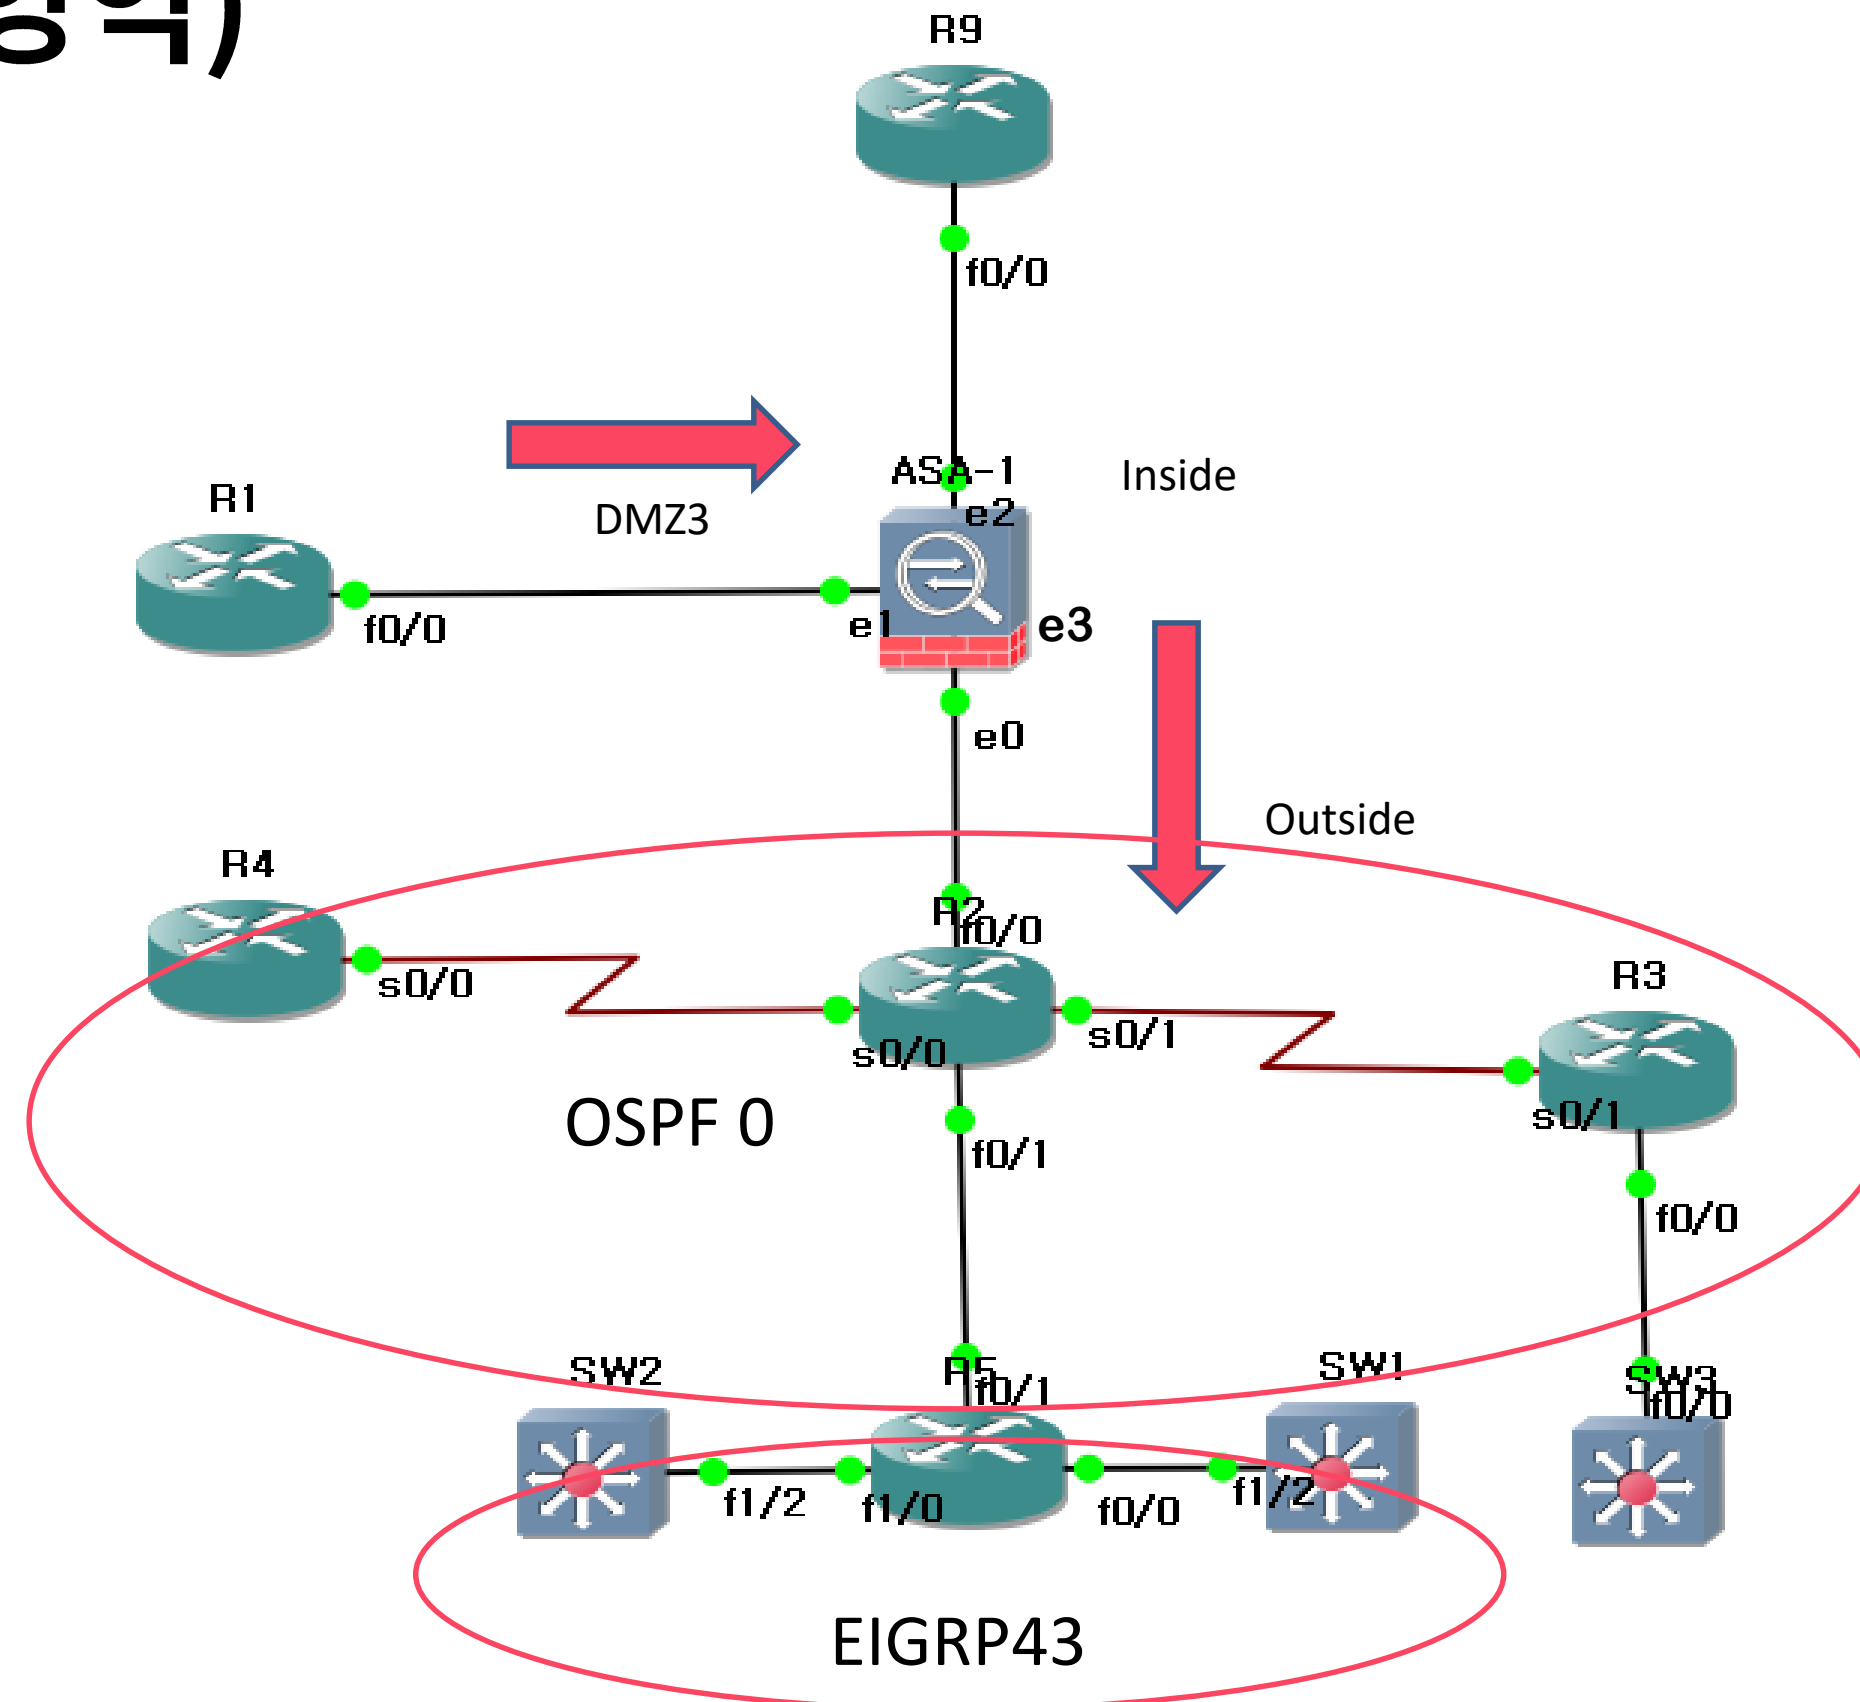 R9
f0/0
ASA-1
Inside
R1
DMZ3
e2
f0/0
e1
e3
e0
Outside
R4
R2
f0/0
s0/0
R3
s0/1
s0/0
OSPF 0
s0/1
f0/1
f0/0
SW2
R5
SW1
f0/1
SW3
f0/0
f1/2
f1/0
f0/0
f1/2
EIGRP43